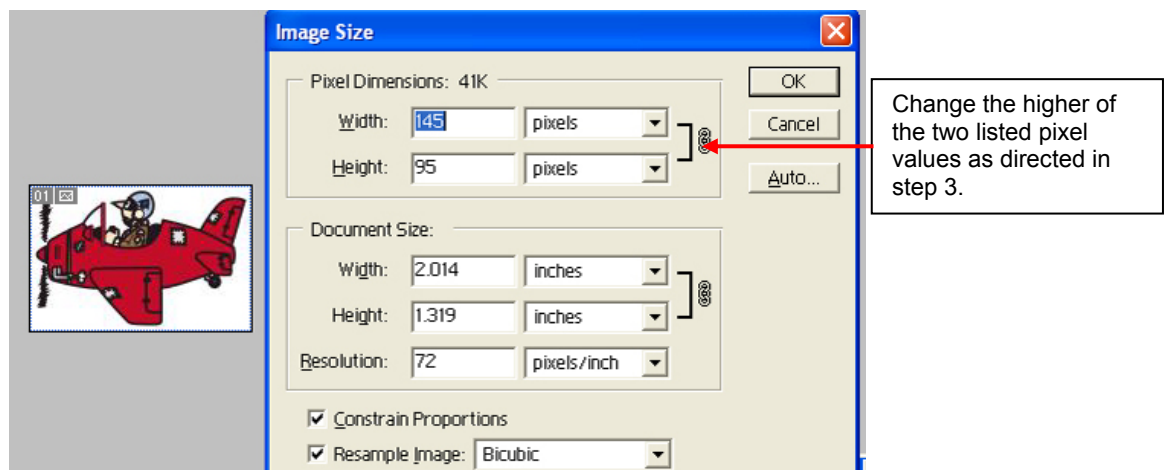 Image Size
Pixel Dimensions: 41K
Width: 145 pixels
Height: 95 pixels
OK
Cancel
Auto...
Change the higher of
the two listed pixel
values as directed in
step 3.
01
Document Size:
Width: 2.014 inches
Height: 1.319 inches
Resolution: 72 pixels/inch
Constrain Proportions
Resample Image: Bicubic